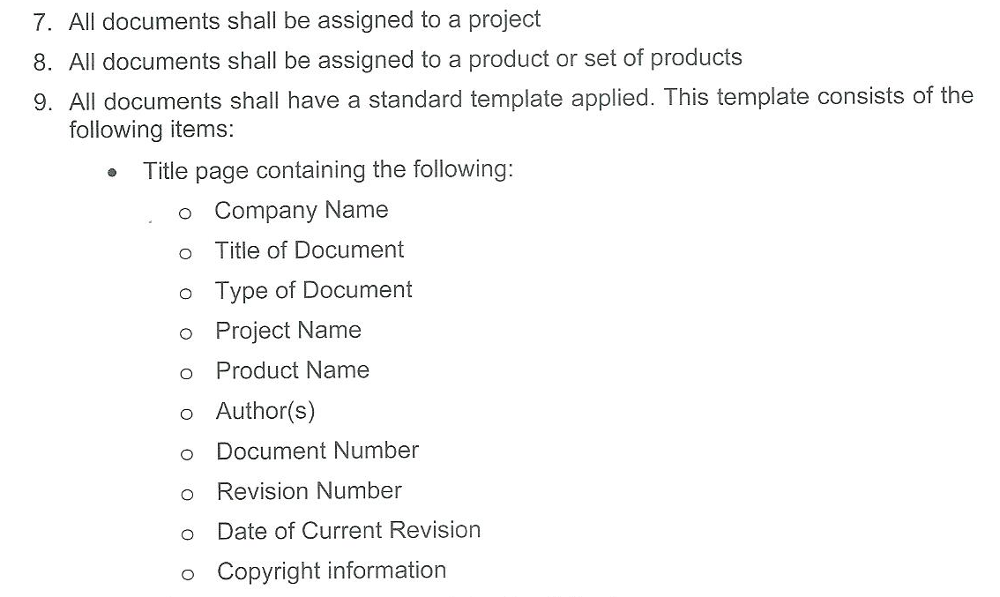 7. All documents shall be assigned to a project
8. All documents shall be assigned to a product or set of products
9. All documents shall have a standard template applied. This template consists of the
following items:
• Title page containing the following:
o Company Name
o Title of Document
o Type of Document
o Project Name
o Product Name
o Author(s)
o Document Number
o Revision Number
o Date of Current Revision
o Copyright information